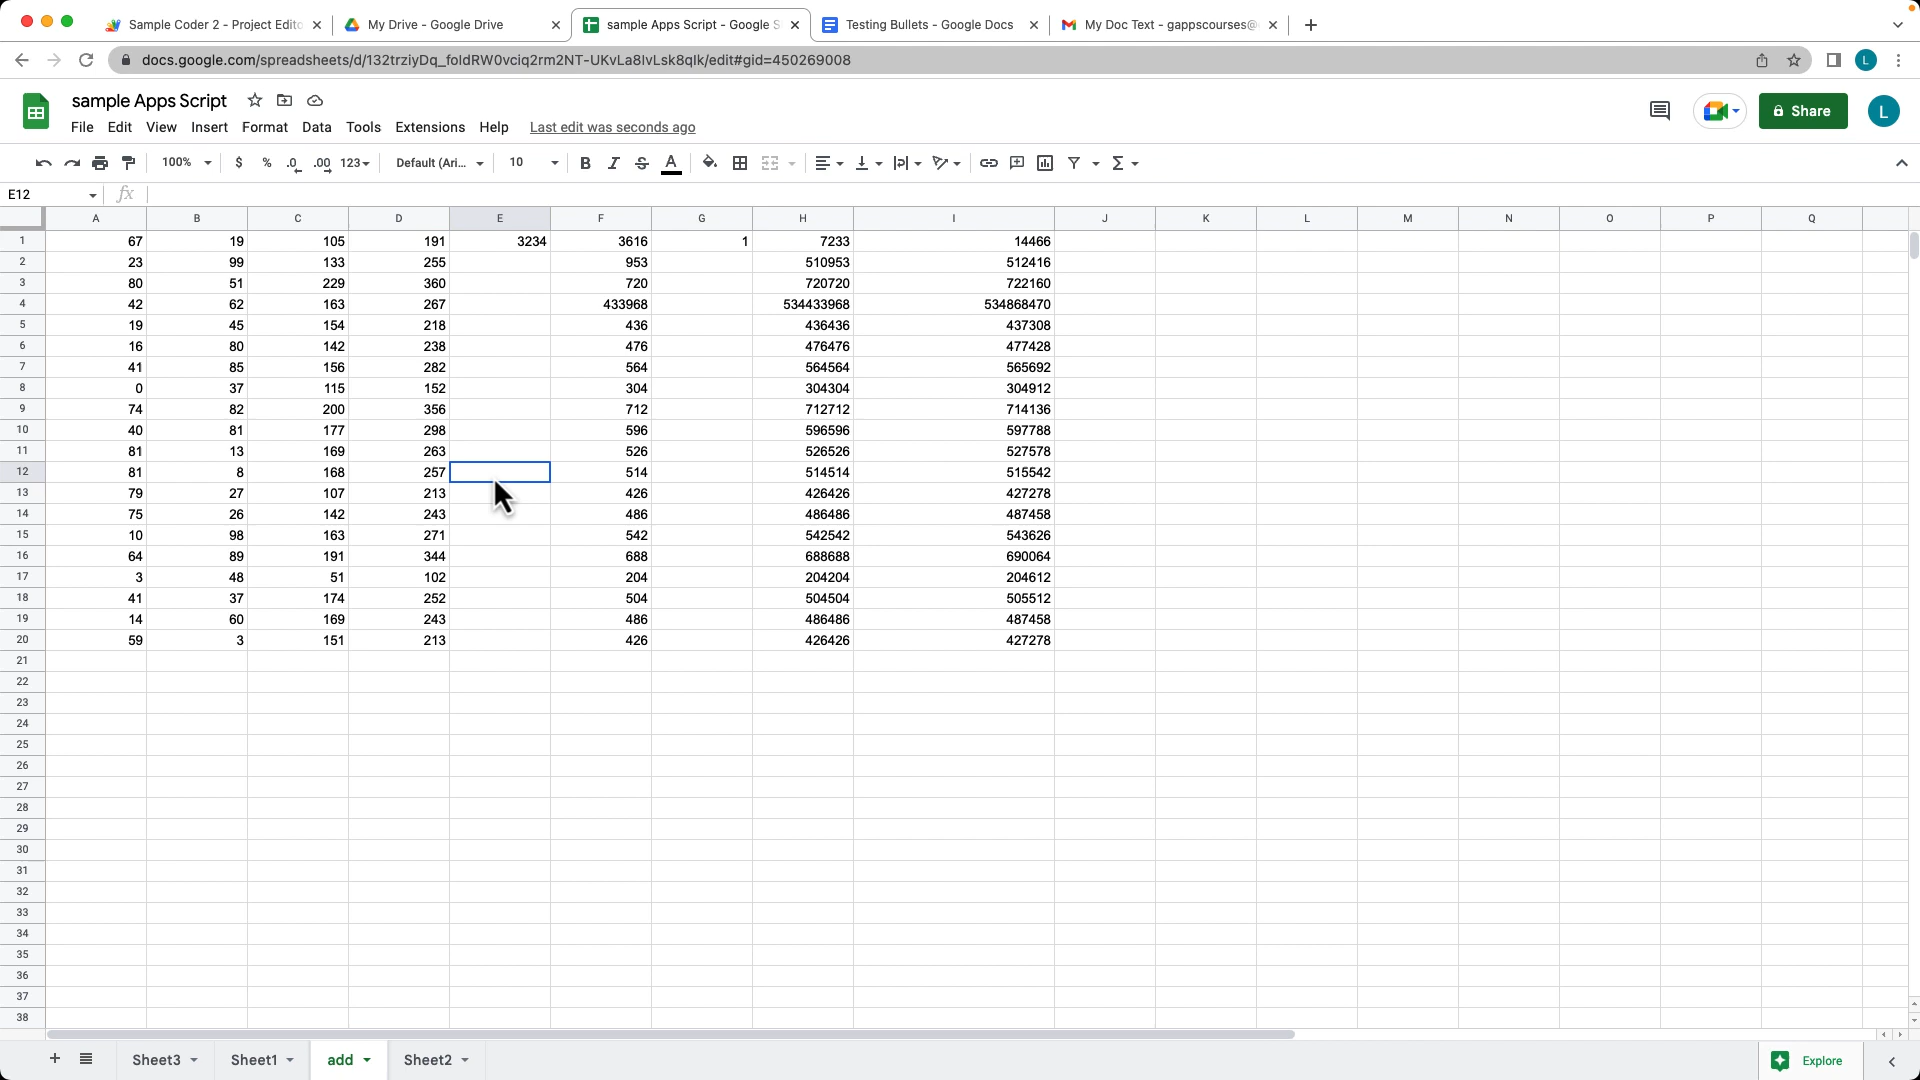 Sample Coder 2 - Project Edito
My Drive - Google Drive
sample Apps Script - Google S
Testing Bullets - Google Docs
My Doc Text - gappscourses@
docs.google.com/spreadsheets/d/132trziyDq_foldRW0vciq2rm2NT-UKvLa8lvLsk8qIk/edit#gid=450269008
L
sample Apps Script
Share
L
File Edit View Insert Format Data Tools Extensions Help Last edit was seconds ago
100% $ % .0 .00 123 Default (Ari... 10 B I S A Σ
E12 fx
A B C D E F G H I J K L M N O P Q
1 67 19 105 191 3234 3616 1 7233 14466
2 23 99 133 255 953 510953 512416
3 80 51 229 360 720 720720 722160
4 42 62 163 267 433968 534433968 534868470
5 19 45 154 218 436 436436 437308
6 16 80 142 238 476 476476 477428
7 41 85 156 282 564 564564 565692
8 0 37 115 152 304 304304 304912
9 74 82 200 356 712 712712 714136
10 40 81 177 298 596 596596 597788
11 81 13 169 263 526 526526 527578
12 81 8 168 257 514 514514 515542
13 79 27 107 213 426 426426 427278
14 75 26 142 243 486 486486 487458
15 10 98 163 271 542 542542 543626
16 64 89 191 344 688 688688 690064
17 3 48 51 102 204 204204 204612
18 41 37 174 252 504 504504 505512
19 14 60 169 243 486 486486 487458
20 59 3 151 213 426 426426 427278
21
22
23
24
25
26
27
28
29
30
31
32
33
34
35
36
37
38
Sheet3 Sheet1 add Sheet2
Explore